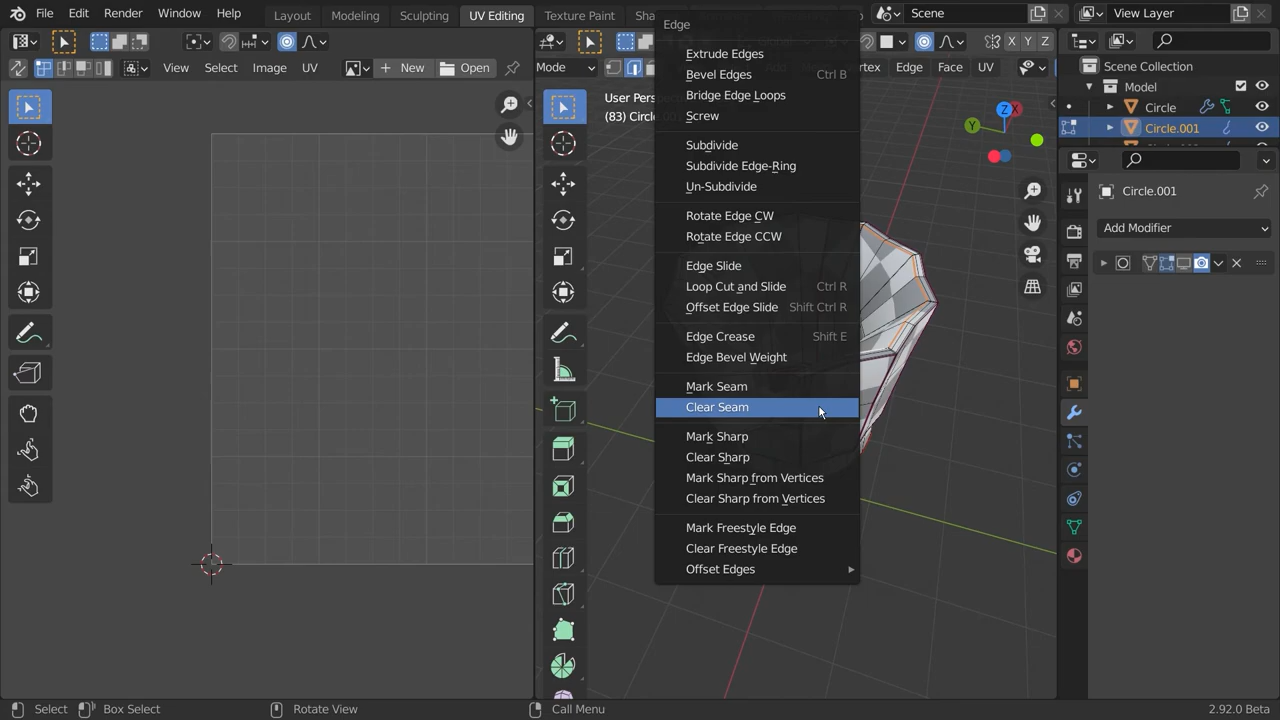 File Edit Render Window Help
Layout Modeling Sculpting UV Editing Texture Paint
Scene
View Layer
Edge
View Select Image UV
New
Open
Mode
Edge Face UV
X Y Z
Scene Collection
Model
Circle
Circle.001
User Perspe
(83) Circle
Extrude Edges
Bevel Edges Ctrl B
Bridge Edge Loops
Screw
Subdivide
Subdivide Edge-Ring
Un-Subdivide
Rotate Edge CW
Rotate Edge CCW
Edge Slide
Loop Cut and Slide Ctrl R
Offset Edge Slide Shift Ctrl R
Edge Crease Shift E
Edge Bevel Weight
Mark Seam
Clear Seam
Mark Sharp
Clear Sharp
Mark Sharp from Vertices
Clear Sharp from Vertices
Mark Freestyle Edge
Clear Freestyle Edge
Offset Edges
Z
X
Y
Circle.001
Add Modifier
Select
Box Select
Rotate View
Call Menu
2.92.0 Beta